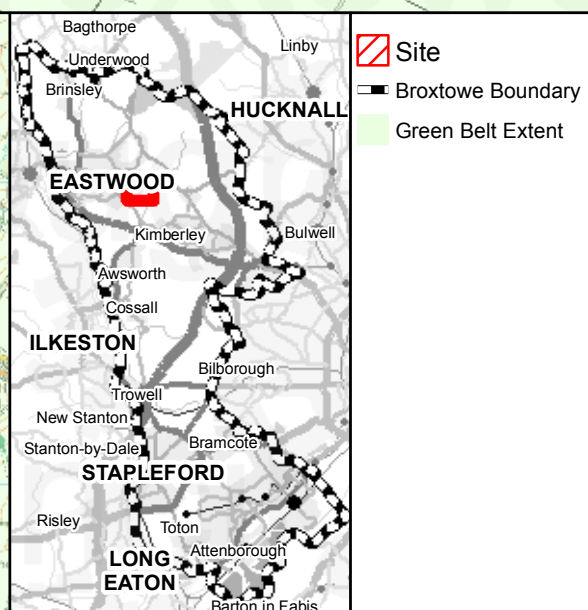 Bagthorpe
Linby
Underwood
Brinsley
HUCKNALL
EASTWOOD
Kimberley
Bulwell
Awsworth
Cossall
ILKESTON
Bilborough
Trowell
New Stanton
Bramcote
Stanton-by-Dale
STAPLEFORD
Risley
Toton
Attenborough
LONG
EATON
Barton in Fabis
Site
Broxtowe Boundary
Green Belt Extent